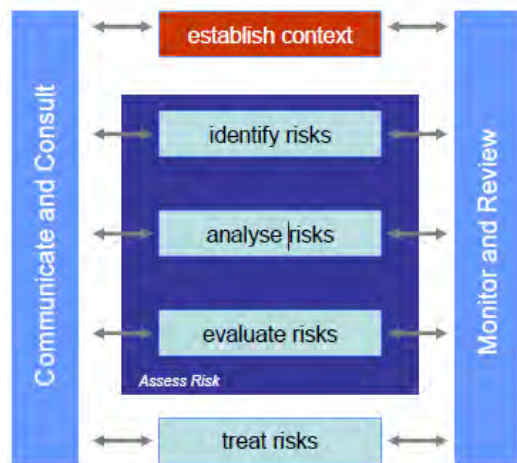 establish context
Communicate and Consult
identify risks
analyse risks
evaluate risks
Assess Risk
treat risks
Monitor and Review